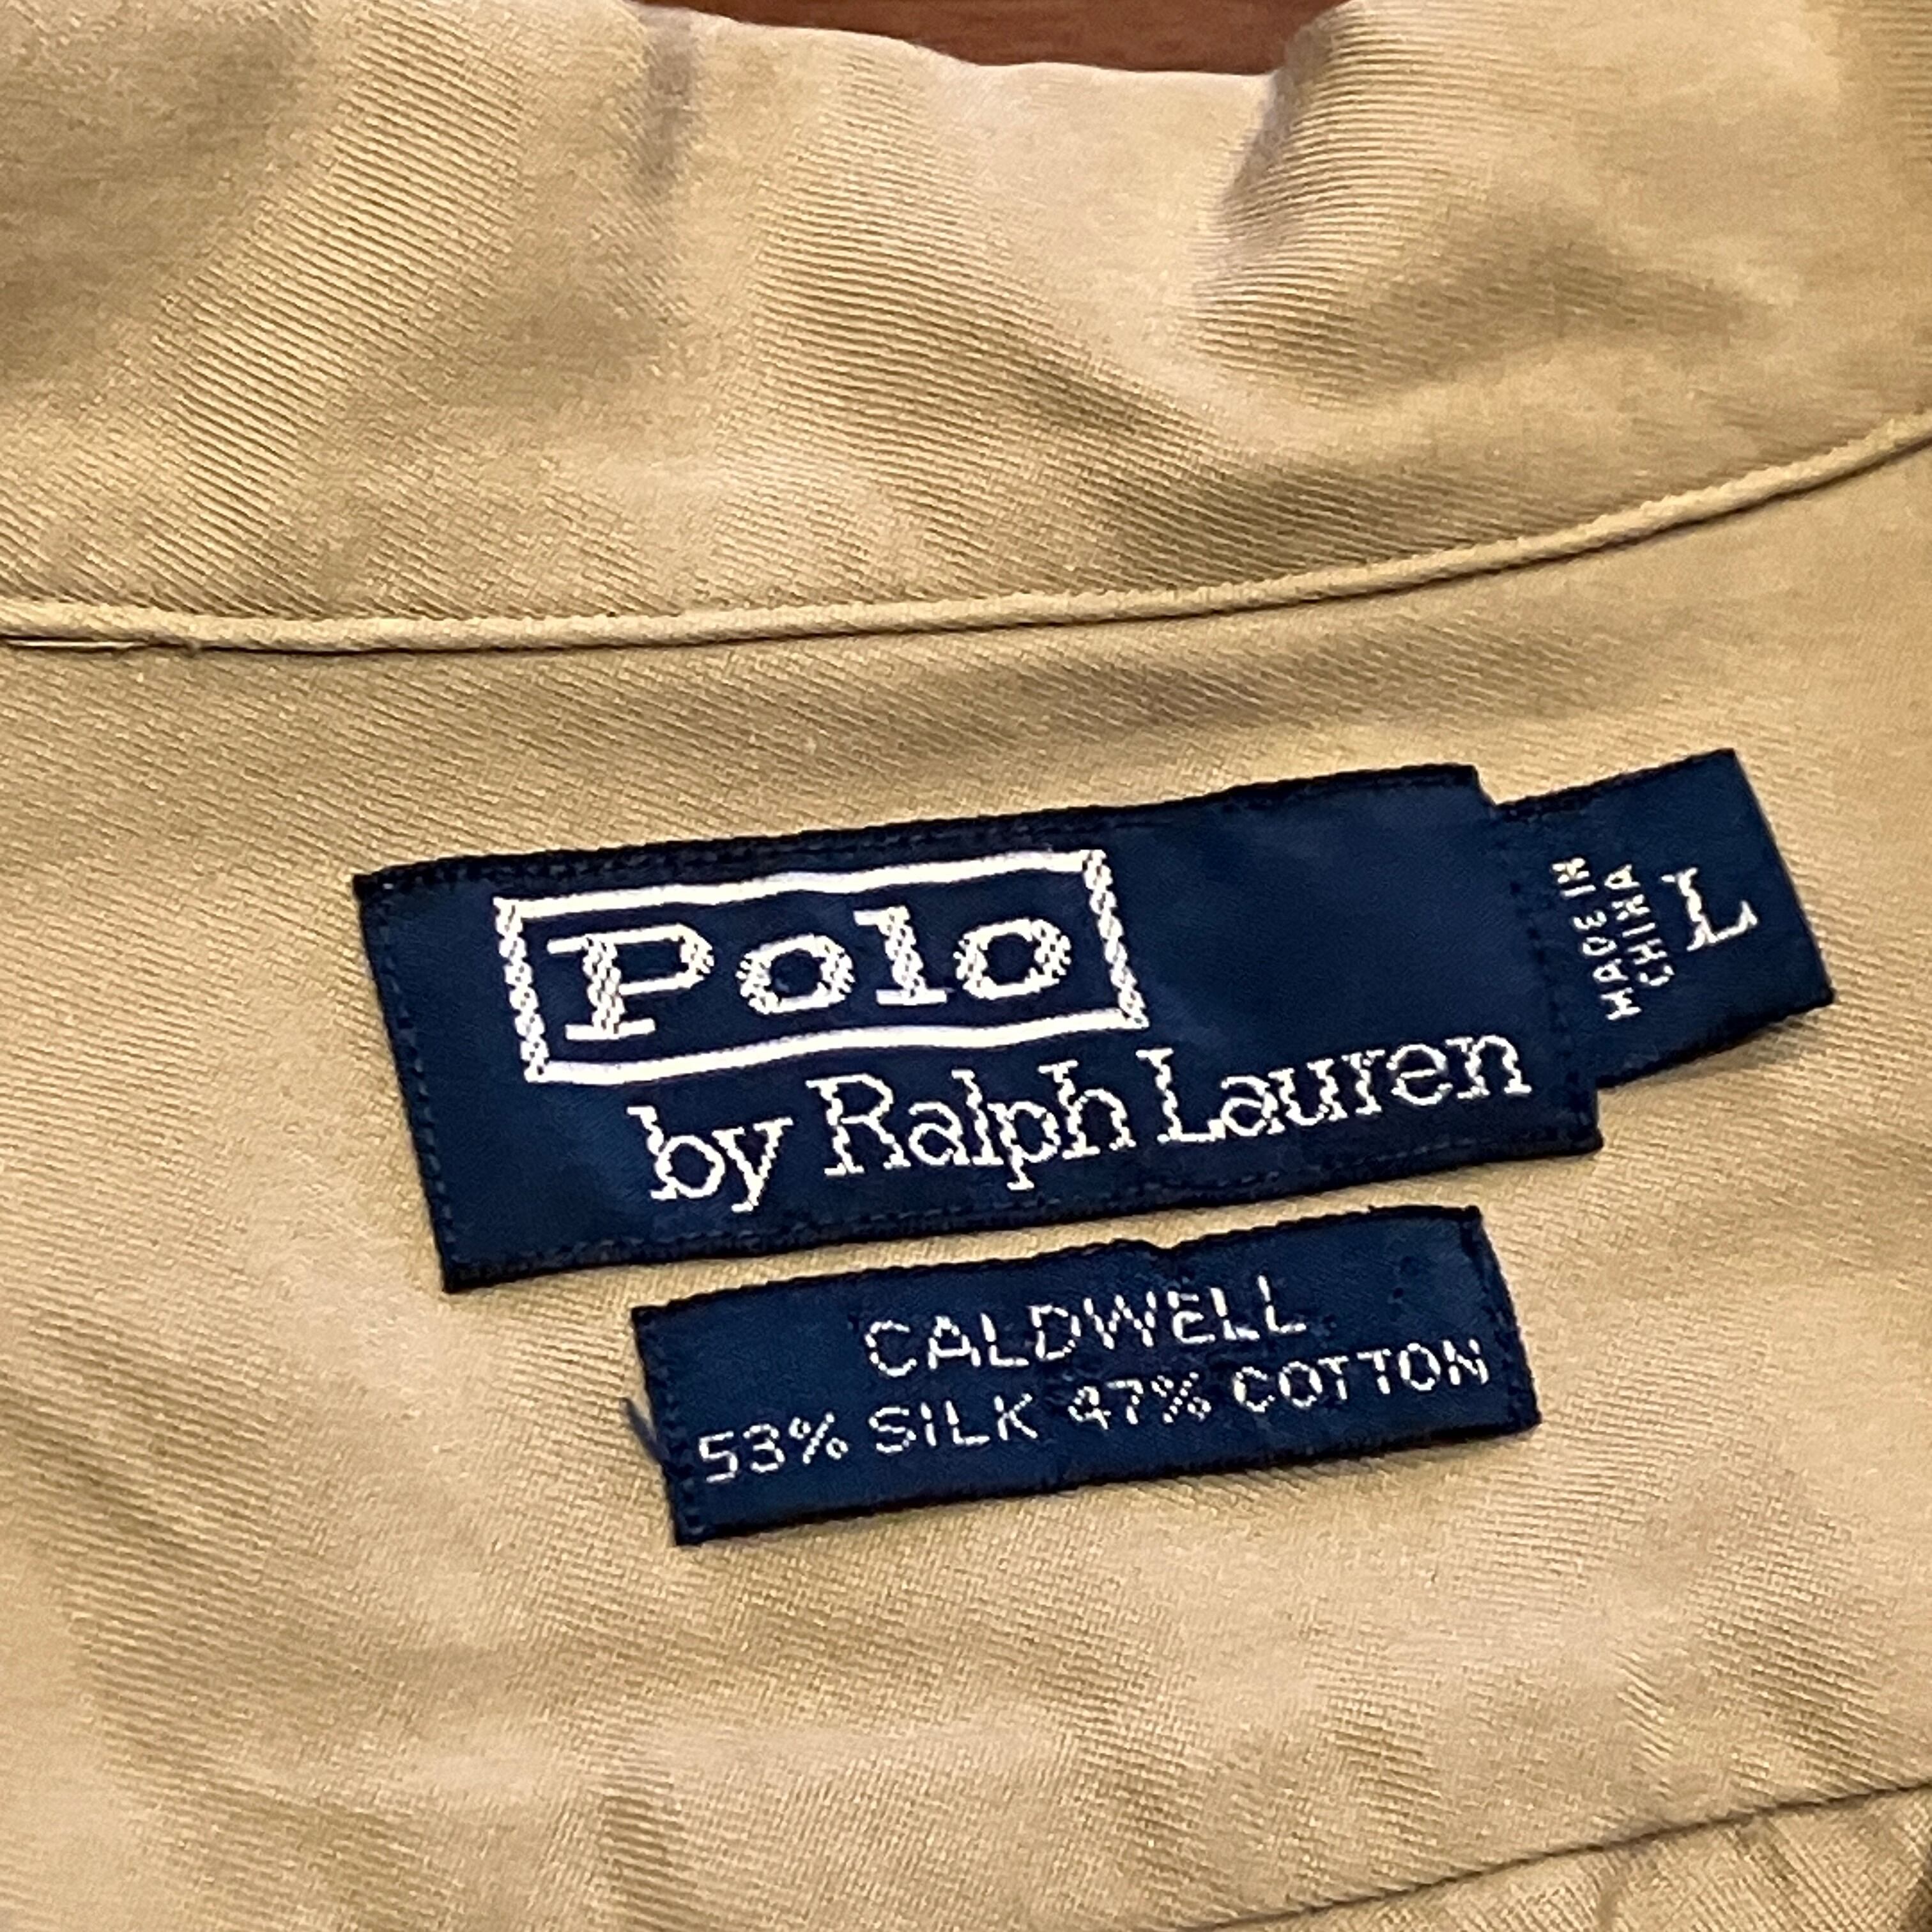 Polo
by Ralph Lauren
MADE IN
CHINA
L
CALDWELL
53% SILK 47% COTTON